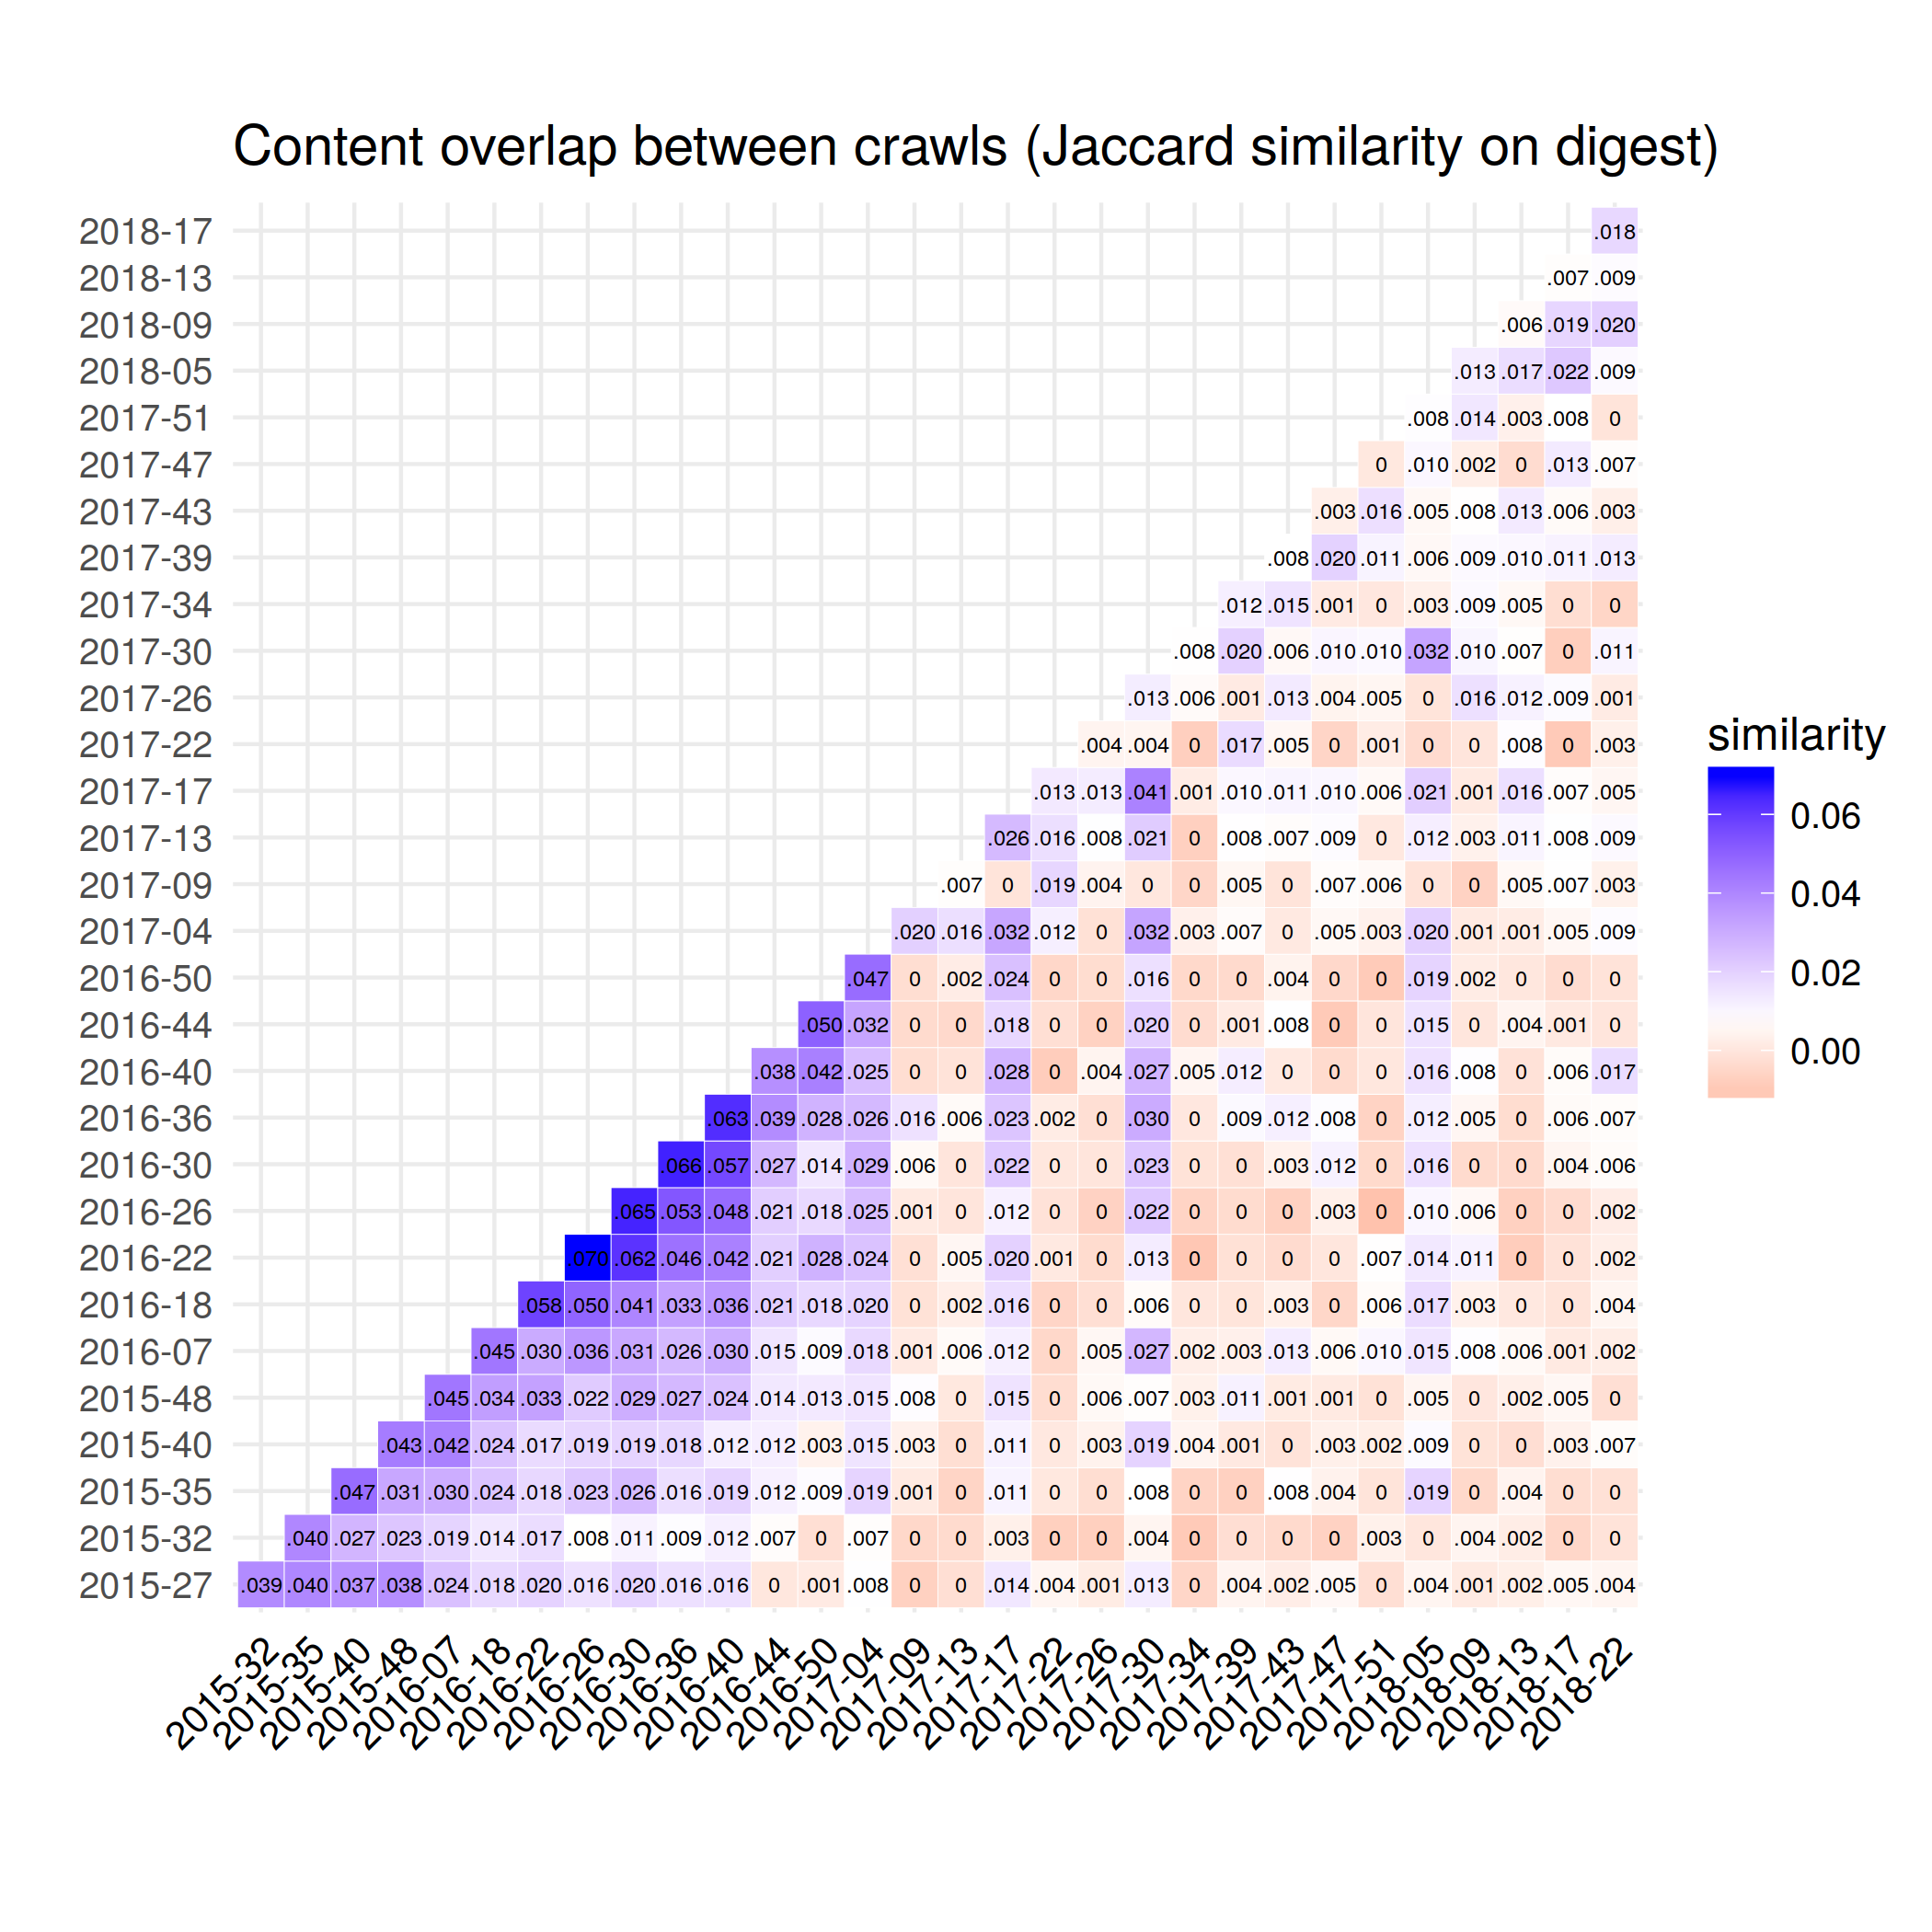 Content overlap between crawls (Jaccard similarity on digest)
2018-17 .018
2018-13 .007 .009
2018-09 .006 .019 .020
2018-05 .013 .017 .022 .009
2017-51 .008 .014 .003 .008 0
2017-47 0 .010 .002 0 .013 .007
2017-43 .003 .016 .005 .008 .013 .006 .003
2017-39 .008 .020 .011 .006 .009 .010 .011 .013
2017-34 .012 .015 .001 0 .003 .009 .005 0 0
2017-30 .008 .020 .006 .010 .010 .032 .010 .007 0 .011
2017-26 .013 .006 .001 .013 .004 .005 0 .016 .012 .009 .001
2017-22 .004 .004 0 .017 .005 0 .001 0 0 .008 0 .003
2017-17 .013 .013 .041 .001 .010 .011 .010 .006 .021 .001 .016 .007 .005
2017-13 .026 .016 .008 .021 0 .008 .007 .009 0 .012 .003 .011 .008 .009
2017-09 .007 0 .019 .004 0 0 .005 0 .007 .006 0 0 .005 .007 .003
2017-04 .020 .016 .032 .012 0 .032 .003 .007 0 .005 .003 .020 .001 .001 .005 .009
2016-50 .047 0 .002 .024 0 0 .016 0 0 .004 0 0 .019 .002 0 0 0
2016-44 .050 .032 0 0 .018 0 0 .020 0 .001 .008 0 0 .015 0 .004 .001 0
2016-40 .038 .042 .025 0 0 .028 0 .004 .027 .005 .012 0 0 0 .016 .008 0 .006 .017
2016-36 .063 .039 .028 .026 .016 .006 .023 .002 0 .030 0 .009 .012 .008 0 .012 .005 0 .006 .007
2016-30 .066 .057 .027 .014 .029 .006 0 .022 0 0 .023 0 0 .003 .012 0 .016 0 0 .004 .006
2016-26 .065 .053 .048 .021 .018 .025 .001 0 .012 0 0 .022 0 0 0 .003 0 .010 .006 0 0 .002
2016-22 .070 .062 .046 .042 .021 .028 .024 0 .005 .020 .001 0 .013 0 0 0 0 .007 .014 .011 0 0 .002
2016-18 .058 .050 .041 .033 .036 .021 .018 .020 0 .002 .016 0 0 .006 0 0 .003 0 .006 .017 .003 0 0 .004
2016-07 .045 .030 .036 .031 .026 .030 .015 .009 .018 .001 .006 .012 0 .005 .027 .002 .003 .013 .006 .010 .015 .008 .006 .001 .002
2015-48 .045 .034 .033 .022 .029 .027 .024 .014 .013 .015 .008 0 .015 0 .006 .007 .003 .011 .001 .001 0 .005 0 .002 .005 0
2015-40 .043 .042 .024 .017 .019 .019 .018 .012 .012 .003 .015 .003 0 .011 0 .003 .019 .004 .001 0 .003 .002 .009 0 0 .003 .007
2015-35 .047 .031 .030 .024 .018 .023 .026 .016 .019 .012 .009 .019 .001 0 .011 0 0 .008 0 0 .008 .004 0 .019 0 .004 0 0
2015-32 .040 .027 .023 .019 .014 .017 .008 .011 .009 .012 .007 0 .007 0 0 .003 0 0 .004 0 0 0 0 .003 0 .004 .002 0 0
2015-27 .039 .040 .037 .038 .024 .018 .020 .016 .020 .016 .016 0 .001 .008 0 0 .014 .004 .001 .013 0 .004 .002 .005 0 .004 .001 .002 .005 .004
2015-32 2015-35 2015-40 2015-48 2016-07 2016-18 2016-22 2016-26 2016-30 2016-36 2016-40 2016-44 2016-50 2017-04 2017-09 2017-13 2017-17 2017-22 2017-26 2017-30 2017-34 2017-39 2017-43 2017-47 2017-51 2018-05 2018-09 2018-13 2018-17 2018-22
similarity
0.06
0.04
0.02
0.00